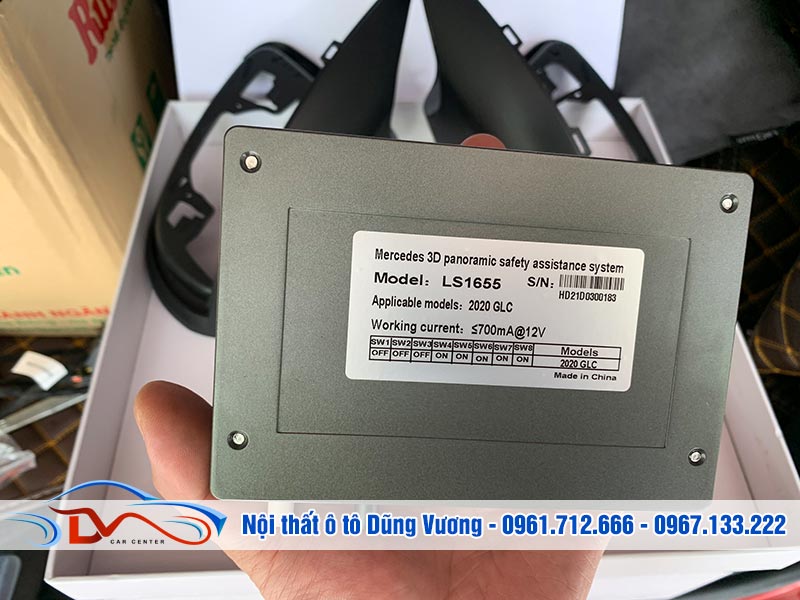 Mercedes 3D panoramic safety assistance system
Model: LS1655 S/N:
HD21D0300183
Applicable models: 2020 GLC
Working current: ≤700mA@12V
SW1 SW2 SW3 SW4 SW5 SW6 SW7 SW8 Models
OFF OFF OFF ON ON ON ON ON 2020 GLC
Made in China
DV
CAR CENTER
Nội thất ô tô Dũng Vương - 0961.712.666 - 0967.133.222